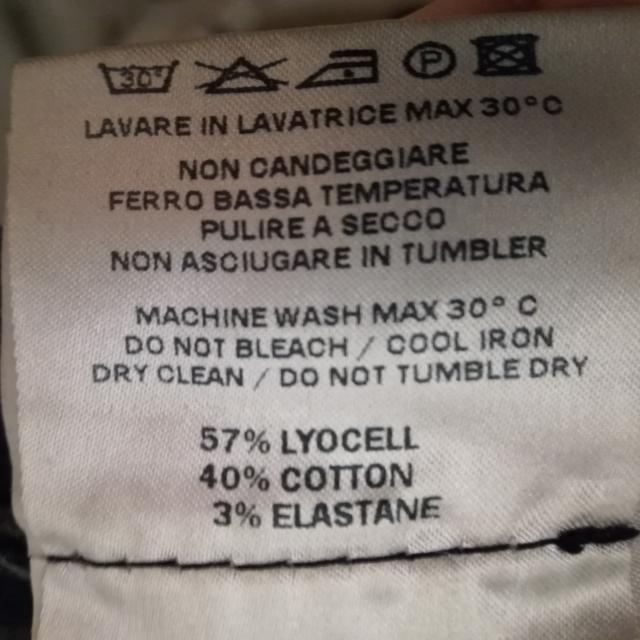 30°
P
LAVARE IN LAVATRICE MAX 30°C
NON CANDEGGIARE
FERRO BASSA TEMPERATURA
PULIRE A SECCO
NON ASCIUGARE IN TUMBLER
MACHINE WASH MAX 30° C
DO NOT BLEACH / COOL IRON
DRY CLEAN / DO NOT TUMBLE DRY
57% LYOCELL
40% COTTON
3% ELASTANE